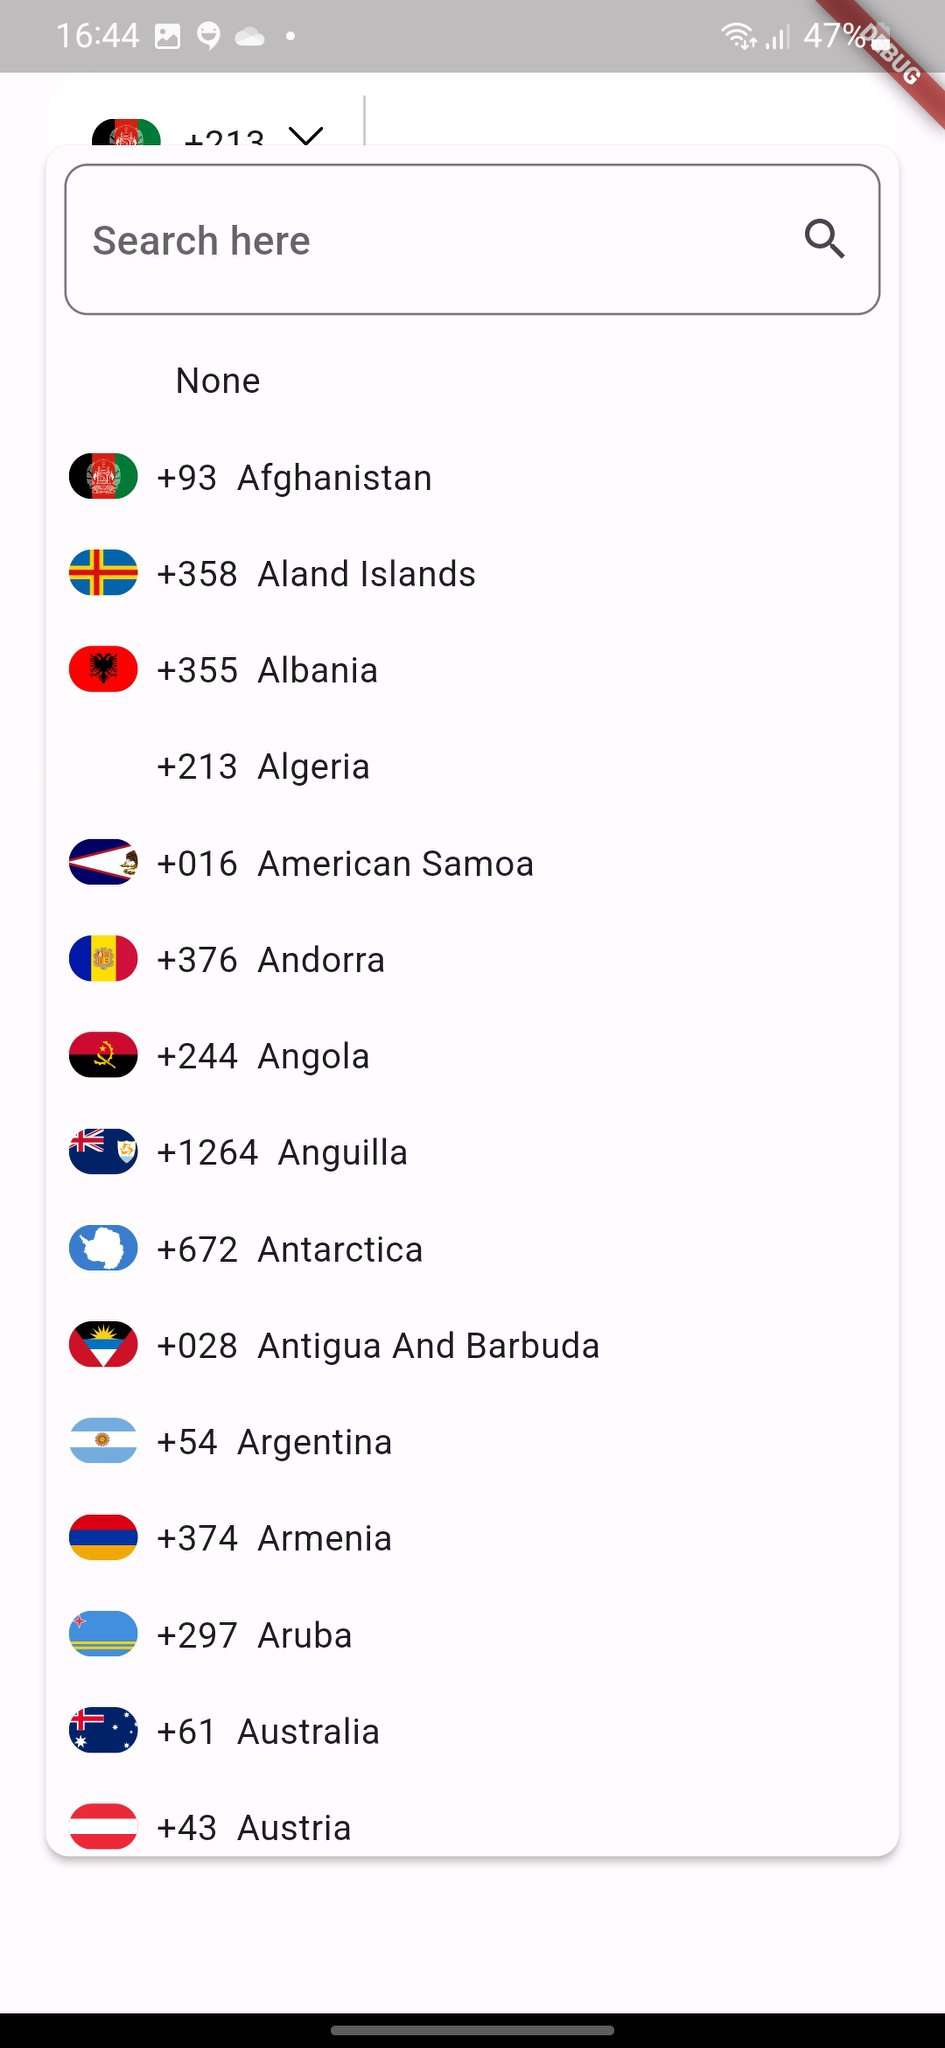 16:44
47%
DEBUG
+213
Search here
None
+93 Afghanistan
+358 Aland Islands
+355 Albania
+213 Algeria
+016 American Samoa
+376 Andorra
+244 Angola
+1264 Anguilla
+672 Antarctica
+028 Antigua And Barbuda
+54 Argentina
+374 Armenia
+297 Aruba
+61 Australia
+43 Austria